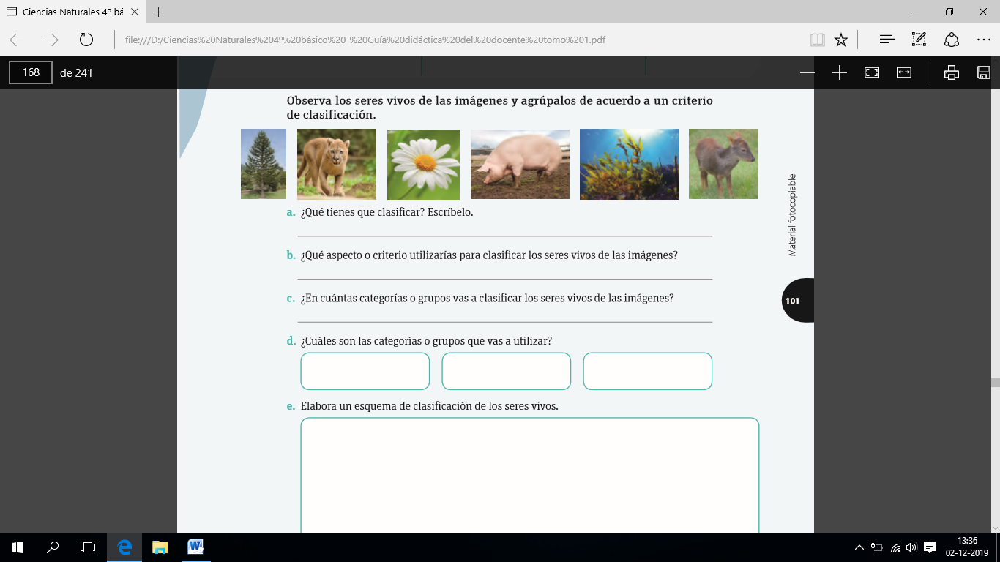 Ciencias Naturales 4º bá
file:///D:/Ciencias%20Naturales%204º%20básico%20-%20Guía%20didáctica%20del%20docente%20tomo%201.pdf
168 de 241
Observa los seres vivos de las imágenes y agrúpalos de acuerdo a un criterio
de clasificación.
a. ¿Qué tienes que clasificar? Escríbelo.
b. ¿Qué aspecto o criterio utilizarías para clasificar los seres vivos de las imágenes?
c. ¿En cuántas categorías o grupos vas a clasificar los seres vivos de las imágenes?
d. ¿Cuáles son las categorías o grupos que vas a utilizar?
e. Elabora un esquema de clasificación de los seres vivos.
Material fotocopiable
101
13:36
02-12-2019